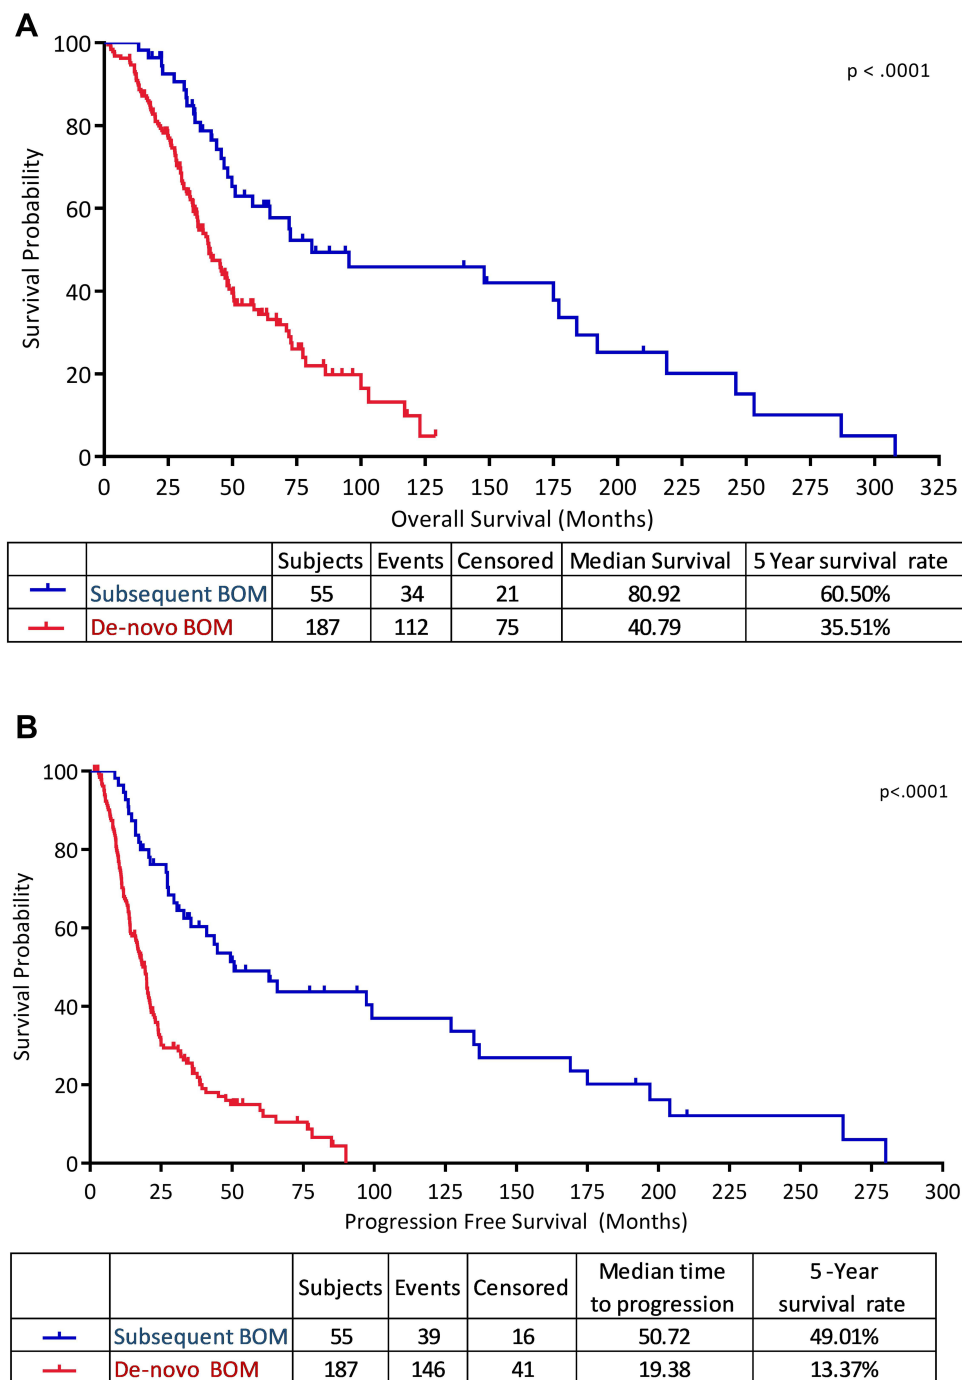 A
p < .0001
100
80
60
40
20
0
Survival Probability
0 25 50 75 100 125 150 175 200 225 250 275 300 325
Overall Survival (Months)
Subjects Events Censored Median Survival 5 Year survival rate
Subsequent BOM 55 34 21 80.92 60.50%
De-novo BOM 187 112 75 40.79 35.51%
B
p<.0001
100
80
60
40
20
0
Survival Probability
0 25 50 75 100 125 150 175 200 225 250 275 300
Progression Free Survival (Months)
Subjects Events Censored Median time to progression 5 -Year survival rate
Subsequent BOM 55 39 16 50.72 49.01%
De-novo BOM 187 146 41 19.38 13.37%